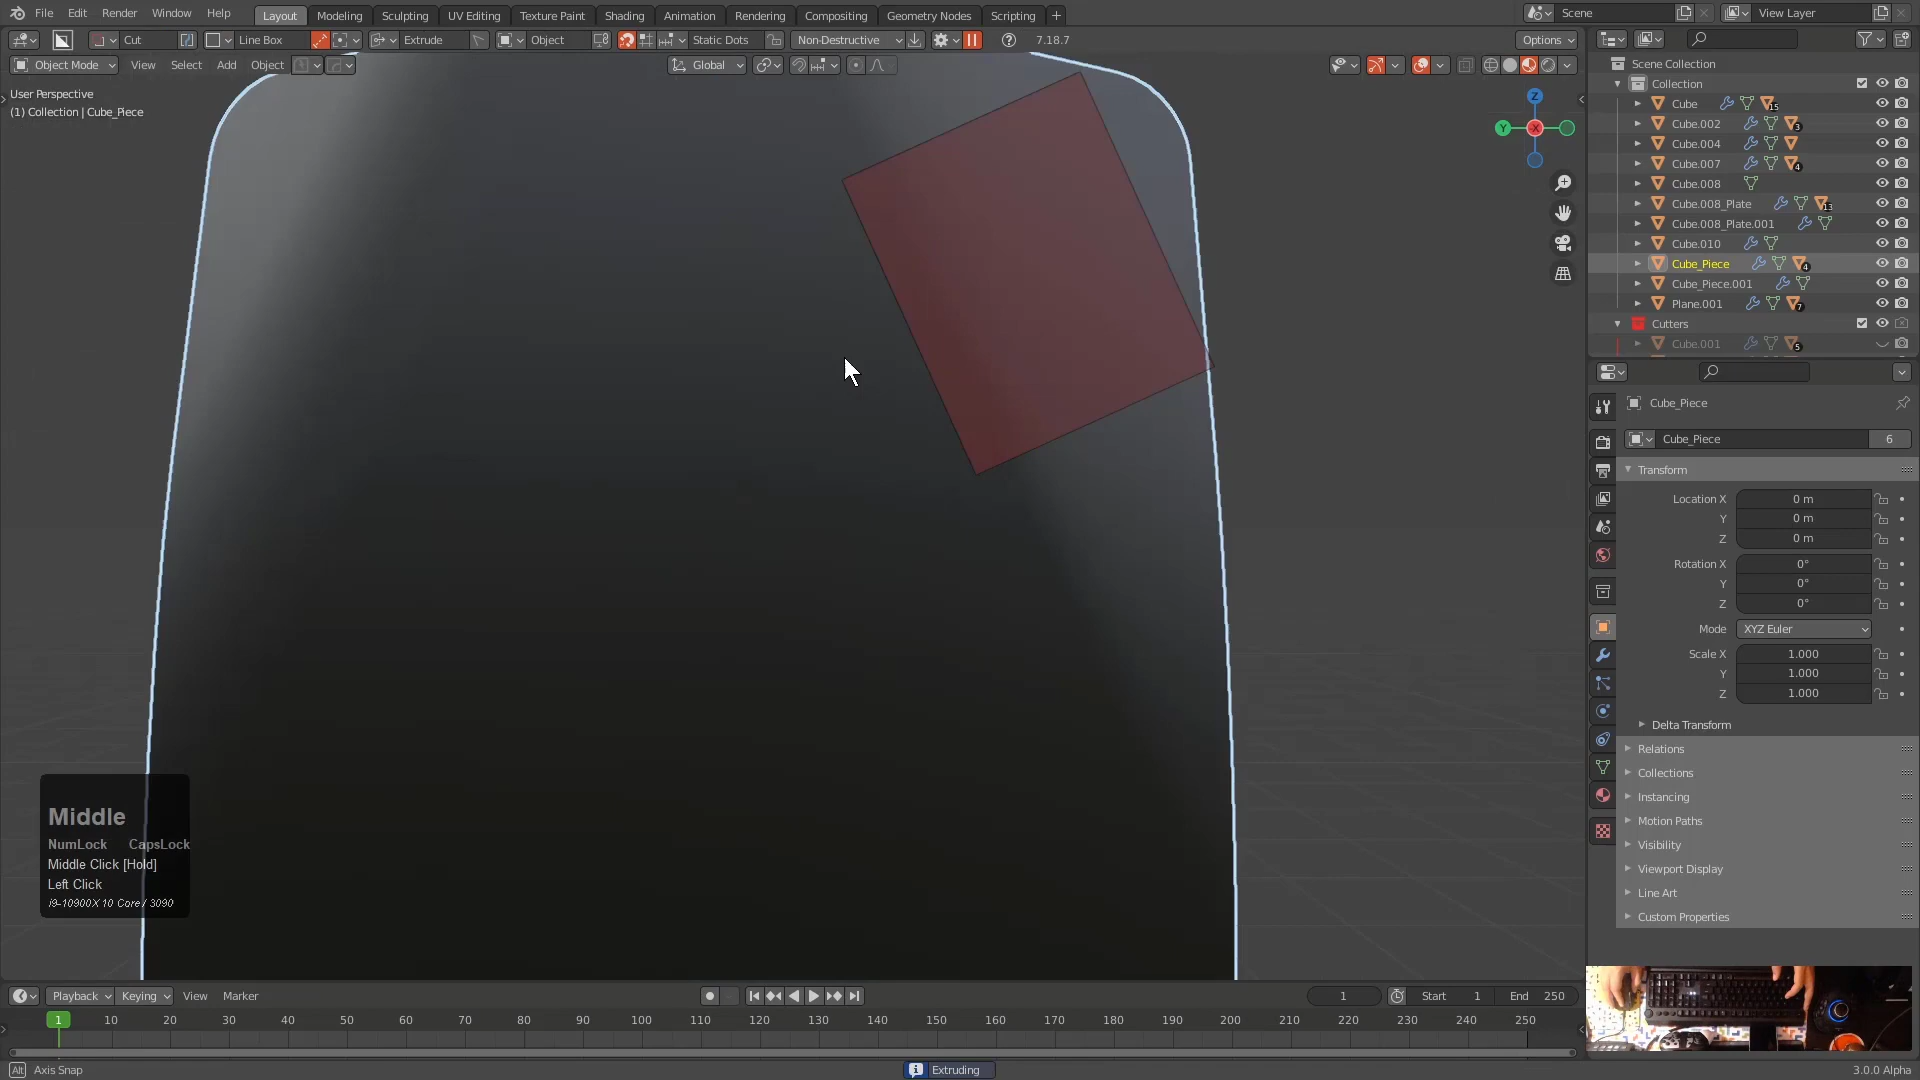 File Edit Render Window Help Layout Modeling Sculpting UV Editing Texture Paint Shading Animation Rendering Compositing Geometry Nodes Scripting + Scene View Layer
Cut Line Box Extrude Object Static Dots Non-Destructive 7.18.7 Options
Object Mode View Select Add Object Global
User Perspective
(1) Collection | Cube_Piece
Z
Y
X
Scene Collection
Collection
Cube 15
Cube.002 3
Cube.004
Cube.007 4
Cube.008
Cube.008_Plate 13
Cube.008_Plate.001
Cube.010
Cube_Piece 4
Cube_Piece.001
Plane.001 7
Cutters
Cube.001 5
Cube_Piece
Cube_Piece 6
Transform
Location X 0 m
Y 0 m
Z 0 m
Rotation X 0°
Y 0°
Z 0°
Mode XYZ Euler
Scale X 1.000
Y 1.000
Z 1.000
Delta Transform
Relations
Collections
Instancing
Motion Paths
Visibility
Viewport Display
Line Art
Custom Properties
Middle
NumLock CapsLock
Middle Click [Hold]
Left Click
i9-10900X 10 Core / 3090
Playback Keying View Marker 1 Start 1 End 250
1 10 20 30 40 50 60 70 80 90 100 110 120 130 140 150 160 170 180 190 200 210 220 230 240 250
Alt Axis Snap Extruding 3.0.0 Alpha